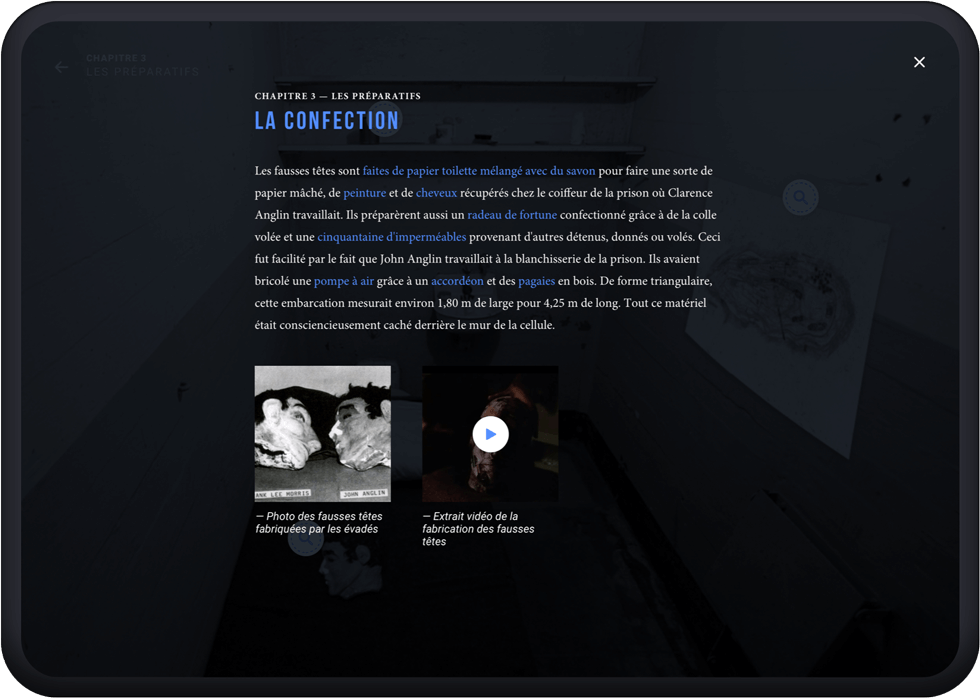 CHAPITRE 3
LES PRÉPARATIFS
CHAPITRE 3 — LES PRÉPARATIFS
LA CONFECTION
Les fausses têtes sont faites de papier toilette mélangé avec du savon pour faire une sorte de
papier mâché, de peinture et de cheveux récupérés chez le coiffeur de la prison où Clarence
Anglin travaillait. Ils préparèrent aussi un radeau de fortune confectionné grâce à de la colle
volée et une cinquantaine d'imperméables provenant d'autres détenus, donnés ou volés. Ceci
fut facilité par le fait que John Anglin travaillait à la blanchisserie de la prison. Ils avaient
bricolé une pompe à air grâce à un accordéon et des pagaies en bois. De forme triangulaire,
cette embarcation mesurait environ 1,80 m de large pour 4,25 m de long. Tout ce matériel
était consciencieusement caché derrière le mur de la cellule.
ANK LEE MORRIS
JOHN ANGLIN
— Photo des fausses têtes
fabriquées par les évadés
— Extrait vidéo de la
fabrication des fausses
têtes